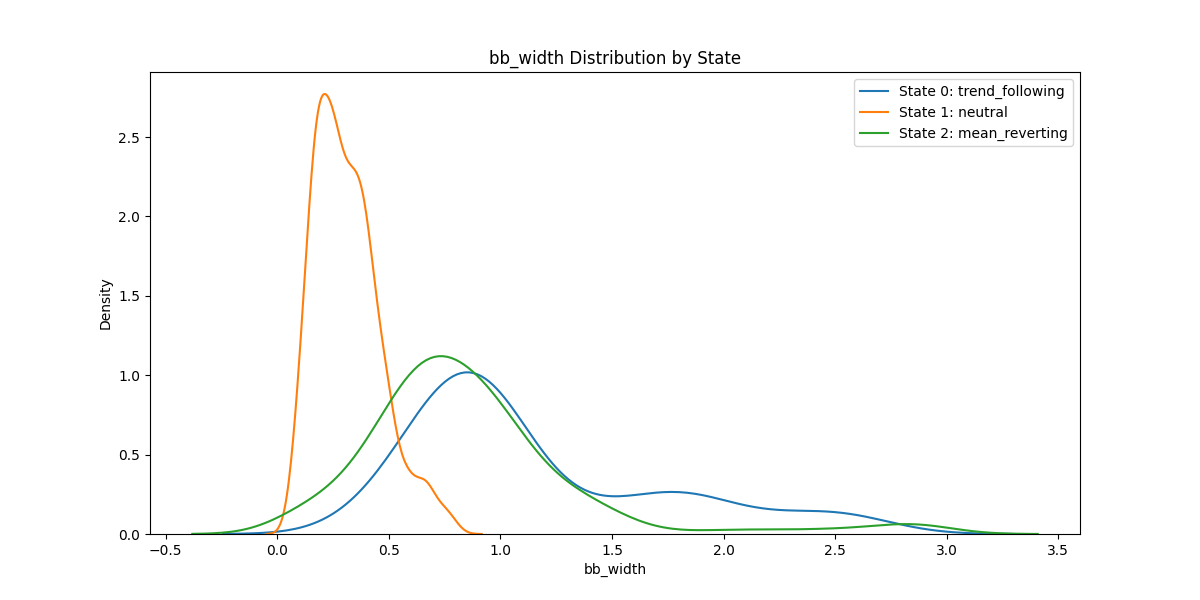 bb_width Distribution by State
State 0: trend_following
State 1: neutral
State 2: mean_reverting
Density
2.5
2.0
1.5
1.0
0.5
0.0
−0.5
0.0
0.5
1.0
1.5
2.0
2.5
3.0
3.5
bb_width